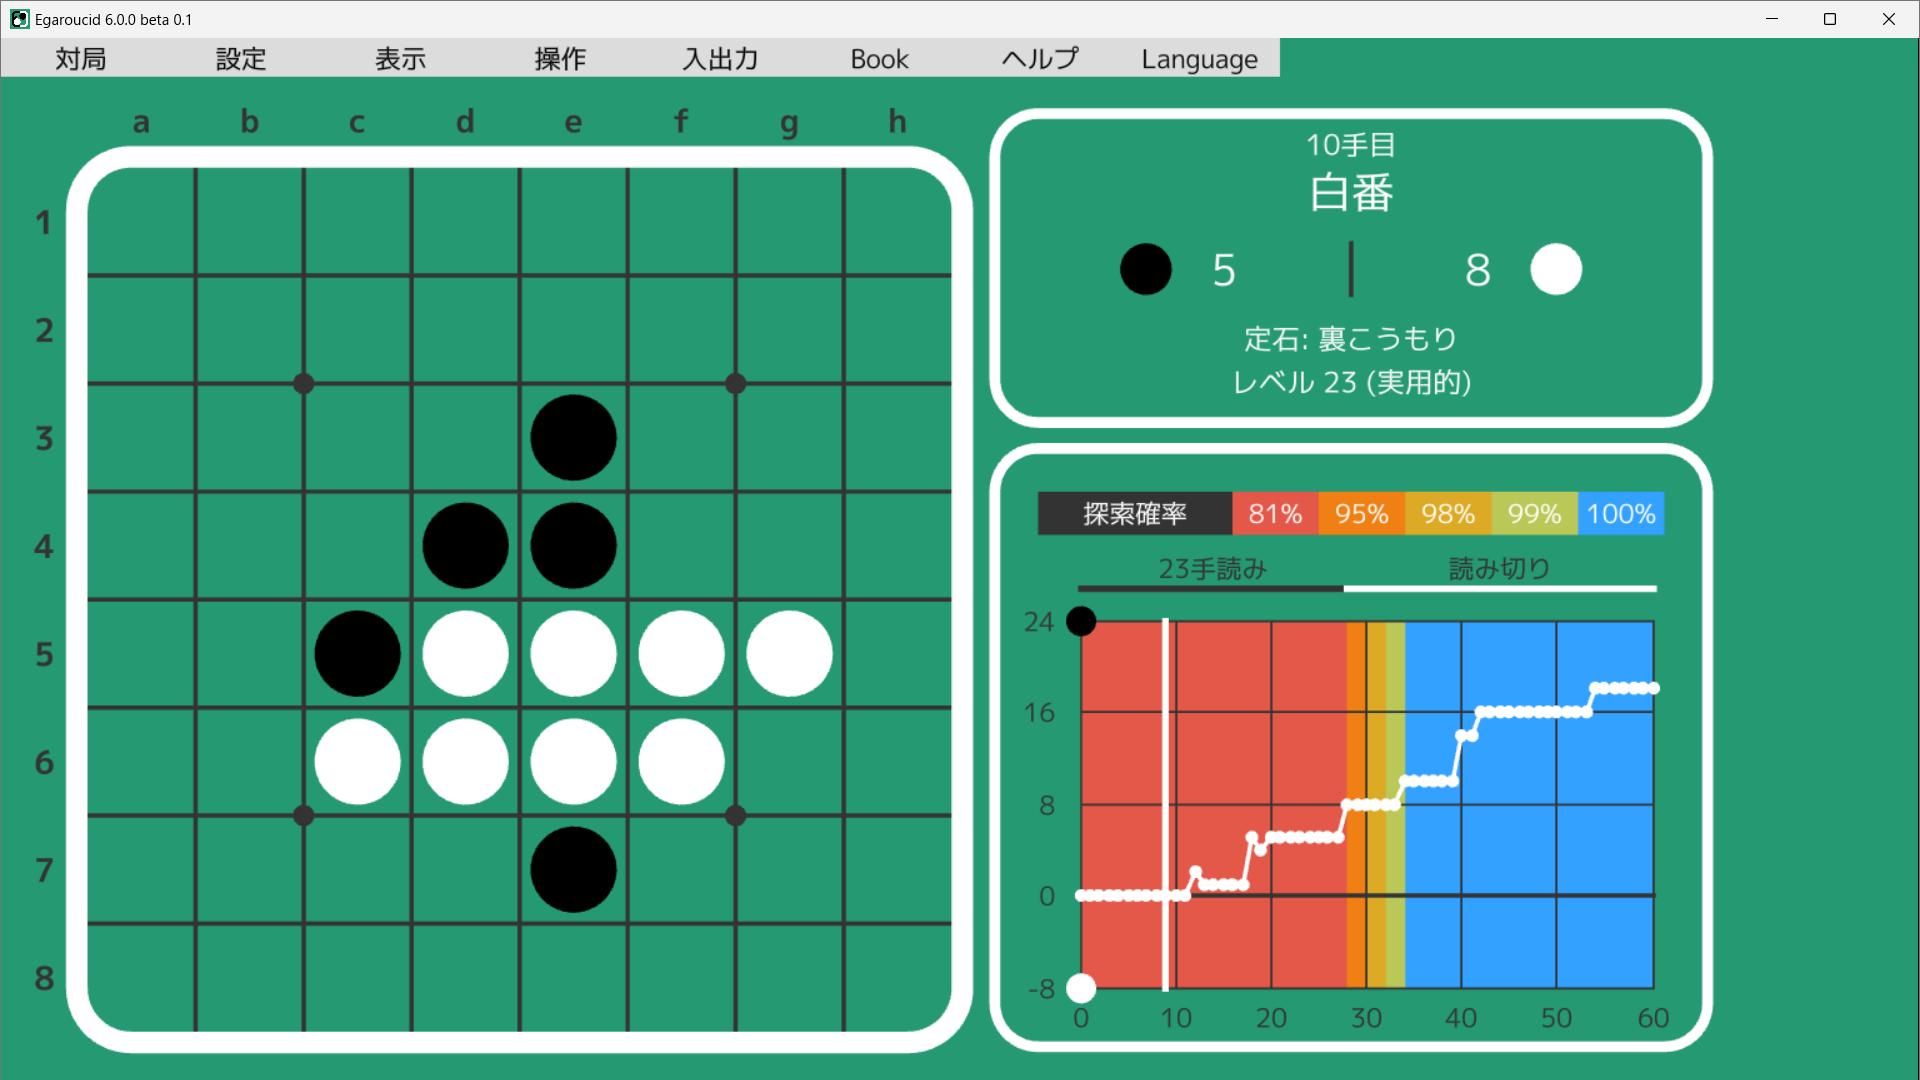 Egaroucid 6.0.0 beta 0.1
対局 設定 表示 操作 入出力 Book ヘルプ Language
a b c d e f g h
1
2
3
4
5
6
7
8
10手目
白番
5 8
定石: 裏こうもり
レベル 23 (実用的)
探索確率 81% 95% 98% 99% 100%
23手読み 読み切り
24
16
8
0
-8
0 10 20 30 40 50 60